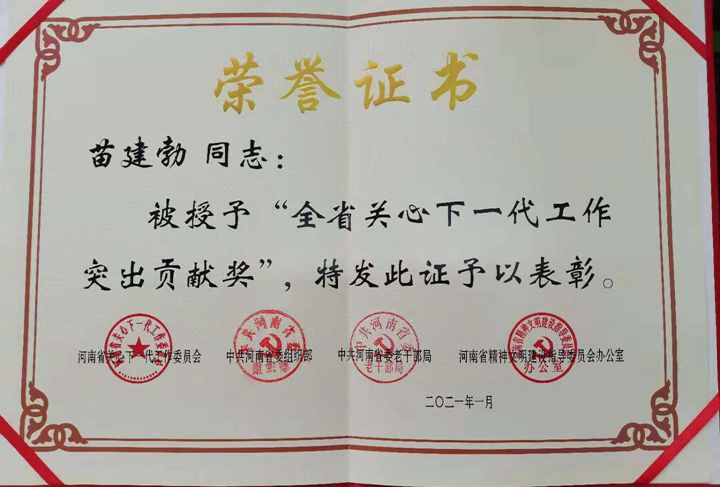 荣誉证书
苗建勃 同志：
被授予“全省关心下一代工作
突出贡献奖”，特发此证予以表彰。
河南省关心下一代工作委员会 中共河南省委组织部 中共河南省委老干部局 河南省精神文明建设指导委员会办公室
二〇二一年一月